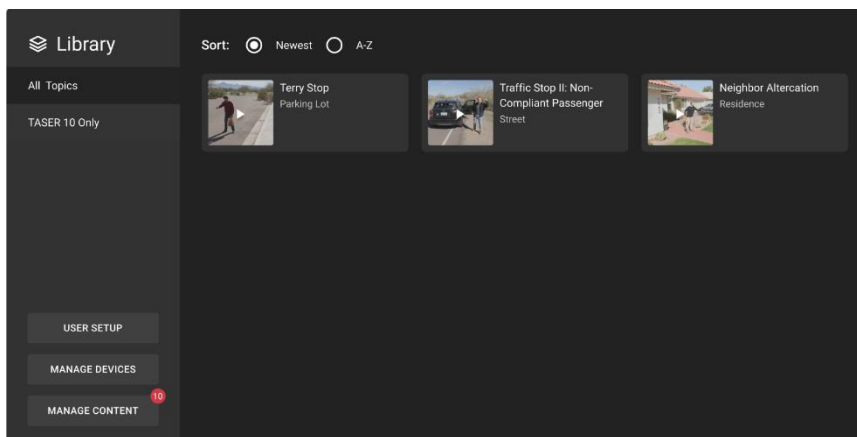 Library
All Topics
TASER 10 Only
USER SETUP
MANAGE DEVICES
10
MANAGE CONTENT
Sort: Newest A-Z
Terry Stop
Parking Lot
Traffic Stop II: Non-
Compliant Passenger
Street
Neighbor Altercation
Residence